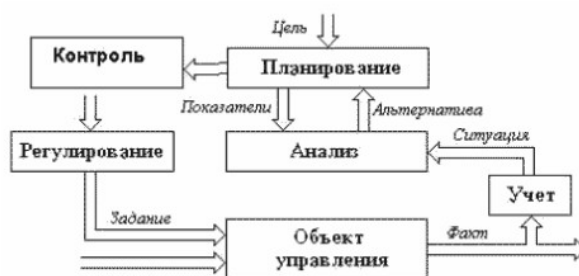 Цель
Контроль
Планирование
Показатели
Альтернатива
Регулирование
Анализ
Ситуация
Учет
Задание
Объект
управления
Факт